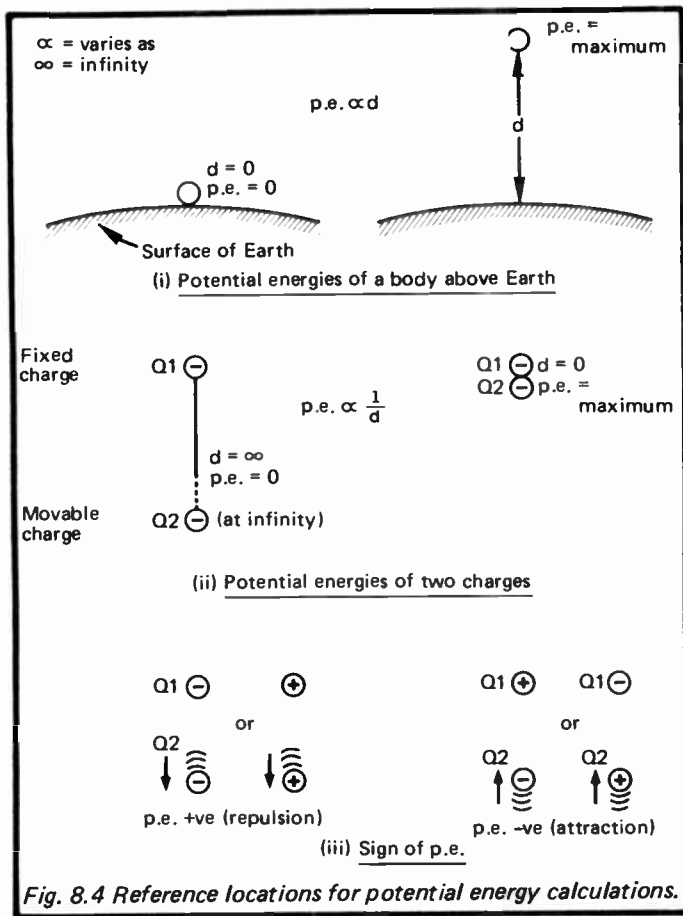 ∝ = varies as
∞ = infinity
p.e. =
maximum
p.e. ∝ d
d
d = 0
p.e. = 0
Surface of Earth
(i) Potential energies of a body above Earth
Fixed
charge
Q1 −
p.e. ∝ 1/d
Q1 − d = 0
Q2 − p.e. =
maximum
d = ∞
p.e. = 0
Movable
charge
Q2 − (at infinity)
(ii) Potential energies of two charges
Q1 − +
Q1 + Q1 −
or
or
Q2
− +
Q2 Q2
− +
p.e. +ve (repulsion)
p.e. −ve (attraction)
(iii) Sign of p.e.
Fig. 8.4 Reference locations for potential energy calculations.